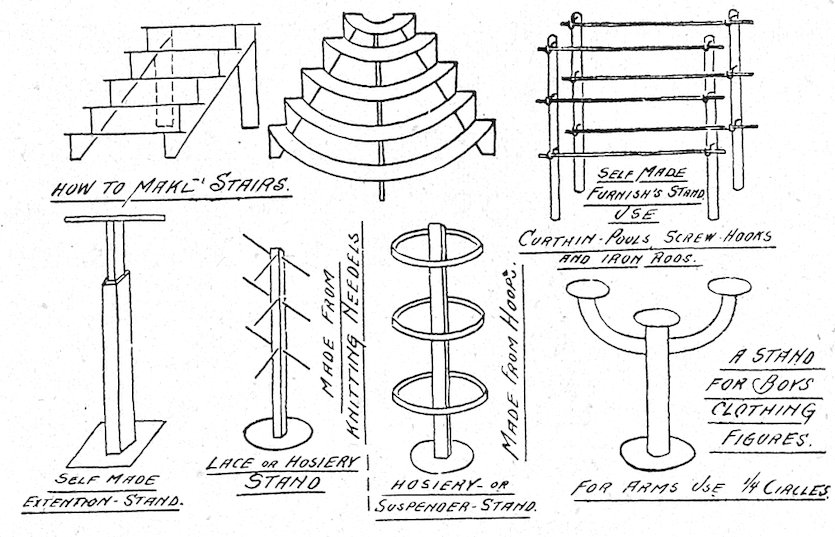 HOW TO MAKE STAIRS.
SELF MADE
FURNISH'S STAND
USE
CURTHIN-POULS SCREW-HOOKS
AND IRON RODS.
SELF MADE
EXTENTION-STAND.
LACE OR HOSIERY
STAND
MADE FROM
KNITTING NEEDELS
HOSIERY-OR
SUSPENDER-STAND.
MADE FROM HOOPS.
A STAND
FOR BOYS
CLOTHING
FIGURES.
FOR ARMS USE 1/4 CIRCLES